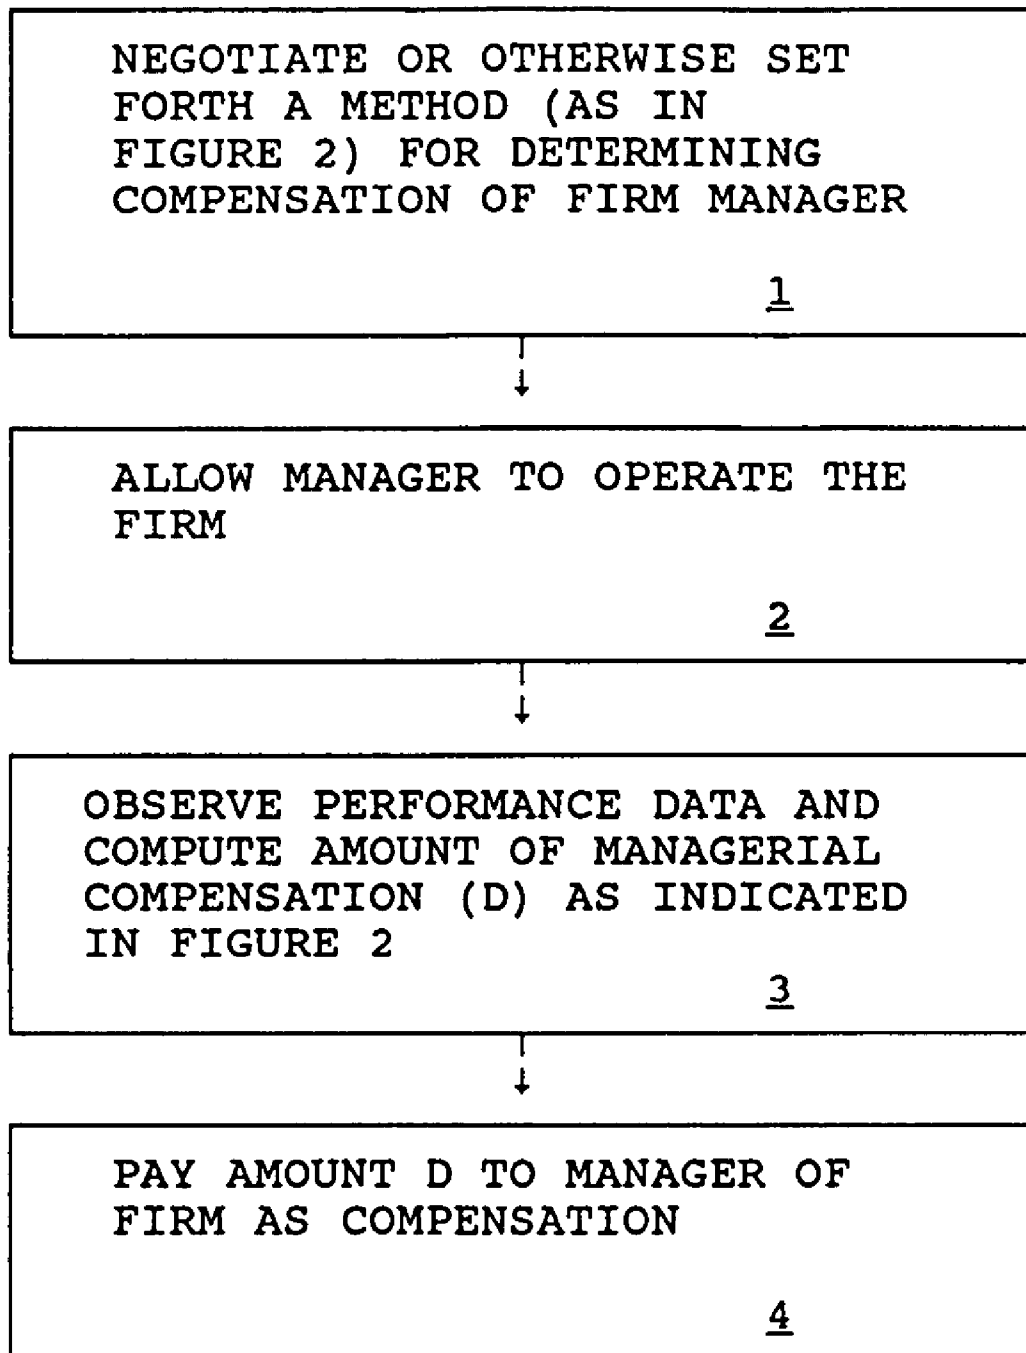 NEGOTIATE OR OTHERWISE SET
FORTH A METHOD (AS IN
FIGURE 2) FOR DETERMINING
COMPENSATION OF FIRM MANAGER
1
ALLOW MANAGER TO OPERATE THE
FIRM
2
OBSERVE PERFORMANCE DATA AND
COMPUTE AMOUNT OF MANAGERIAL
COMPENSATION (D) AS INDICATED
IN FIGURE 2
3
PAY AMOUNT D TO MANAGER OF
FIRM AS COMPENSATION
4